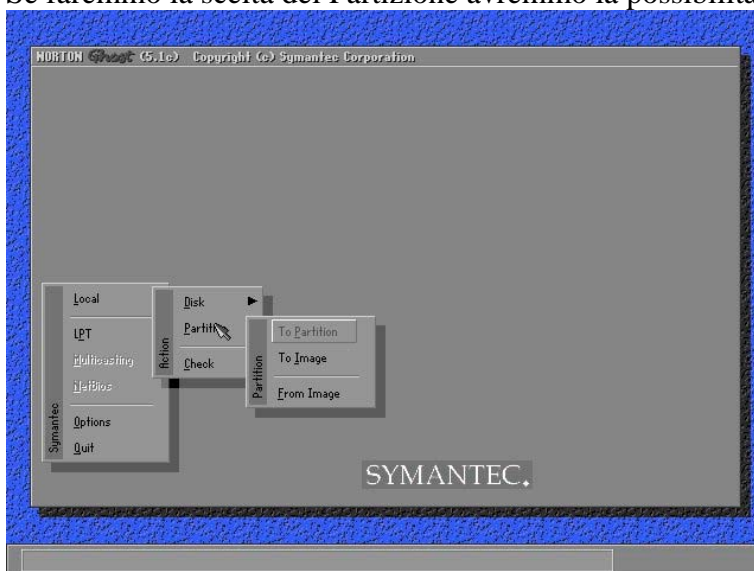 Se faremmo la scelta del Partizione avremmo la possibilità
NORTON Ghost (5.1c) Copyright (c) Symantec Corporation
Symantec
Local
LPT
Multicasting
NetBios
Options
Quit
Action
Disk
Check
Partition
To Partition
To Image
From Image
SYMANTEC.